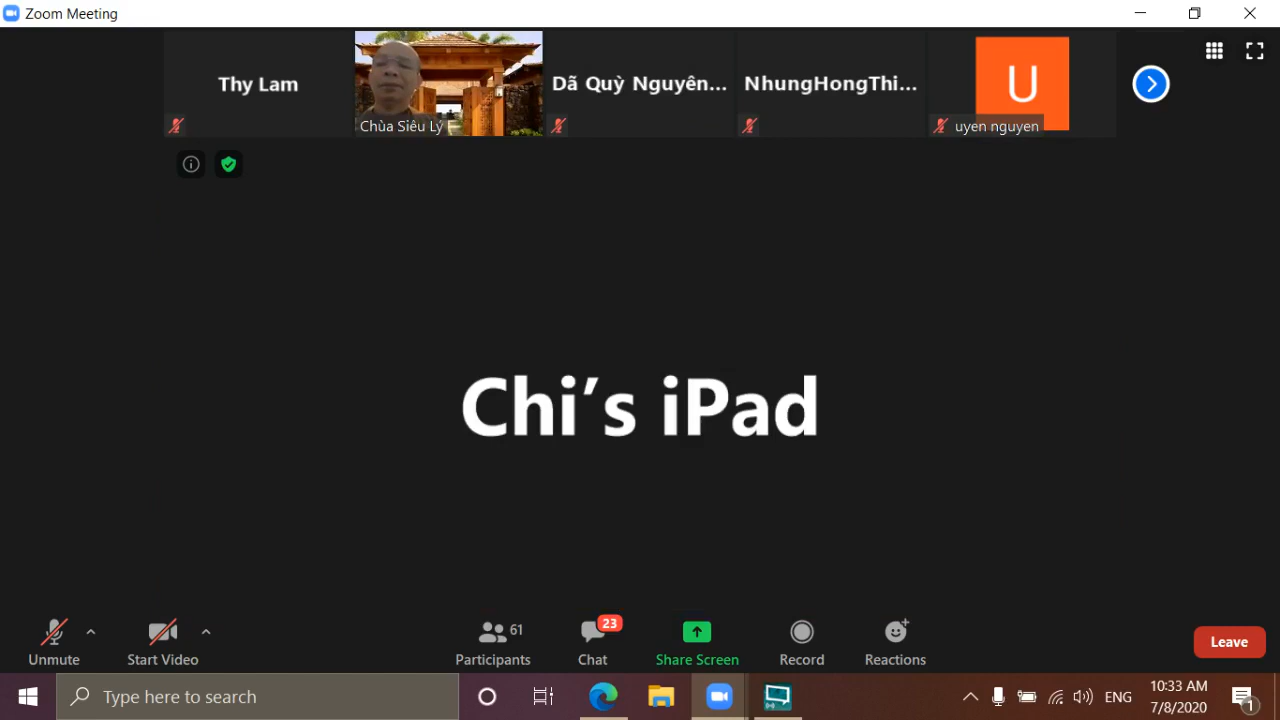 Zoom Meeting
Thy Lam
Chùa Siêu Lý
Dã Quỳ Nguyên...
NhungHongThi...
U
uyen nguyen
Chi's iPad
61
23
Unmute
Start Video
Participants
Chat
Share Screen
Record
Reactions
Leave
Type here to search
ENG
10:33 AM
7/8/2020
1